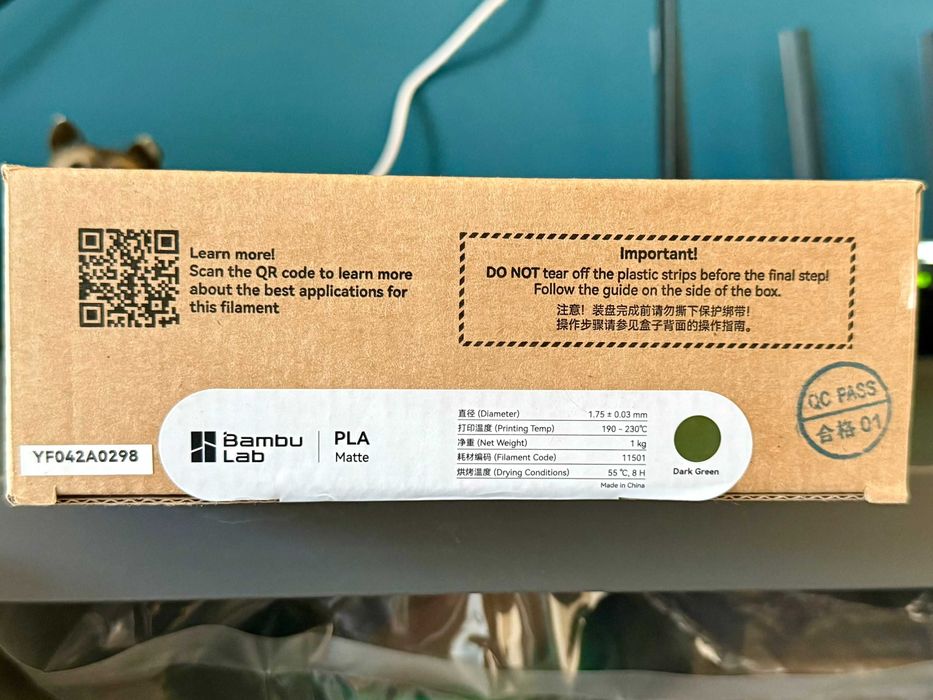 Learn more!
Scan the QR code to learn more
about the best applications for
this filament
Important!
DO NOT tear off the plastic strips before the final step!
Follow the guide on the side of the box.
注意！装盘完成前请勿撕下保护绑带！
操作步骤请参见盒子背面的操作指南。
QC PASS
合格 01
YF042A0298
Bambu
Lab
PLA
Matte
直径 (Diameter) 1.75 ± 0.03 mm
打印温度 (Printing Temp) 190 - 230℃
净重 (Net Weight) 1 kg
耗材编码 (Filament Code) 11501
烘烤温度 (Drying Conditions) 55 ℃, 8 H
Made in China
Dark Green